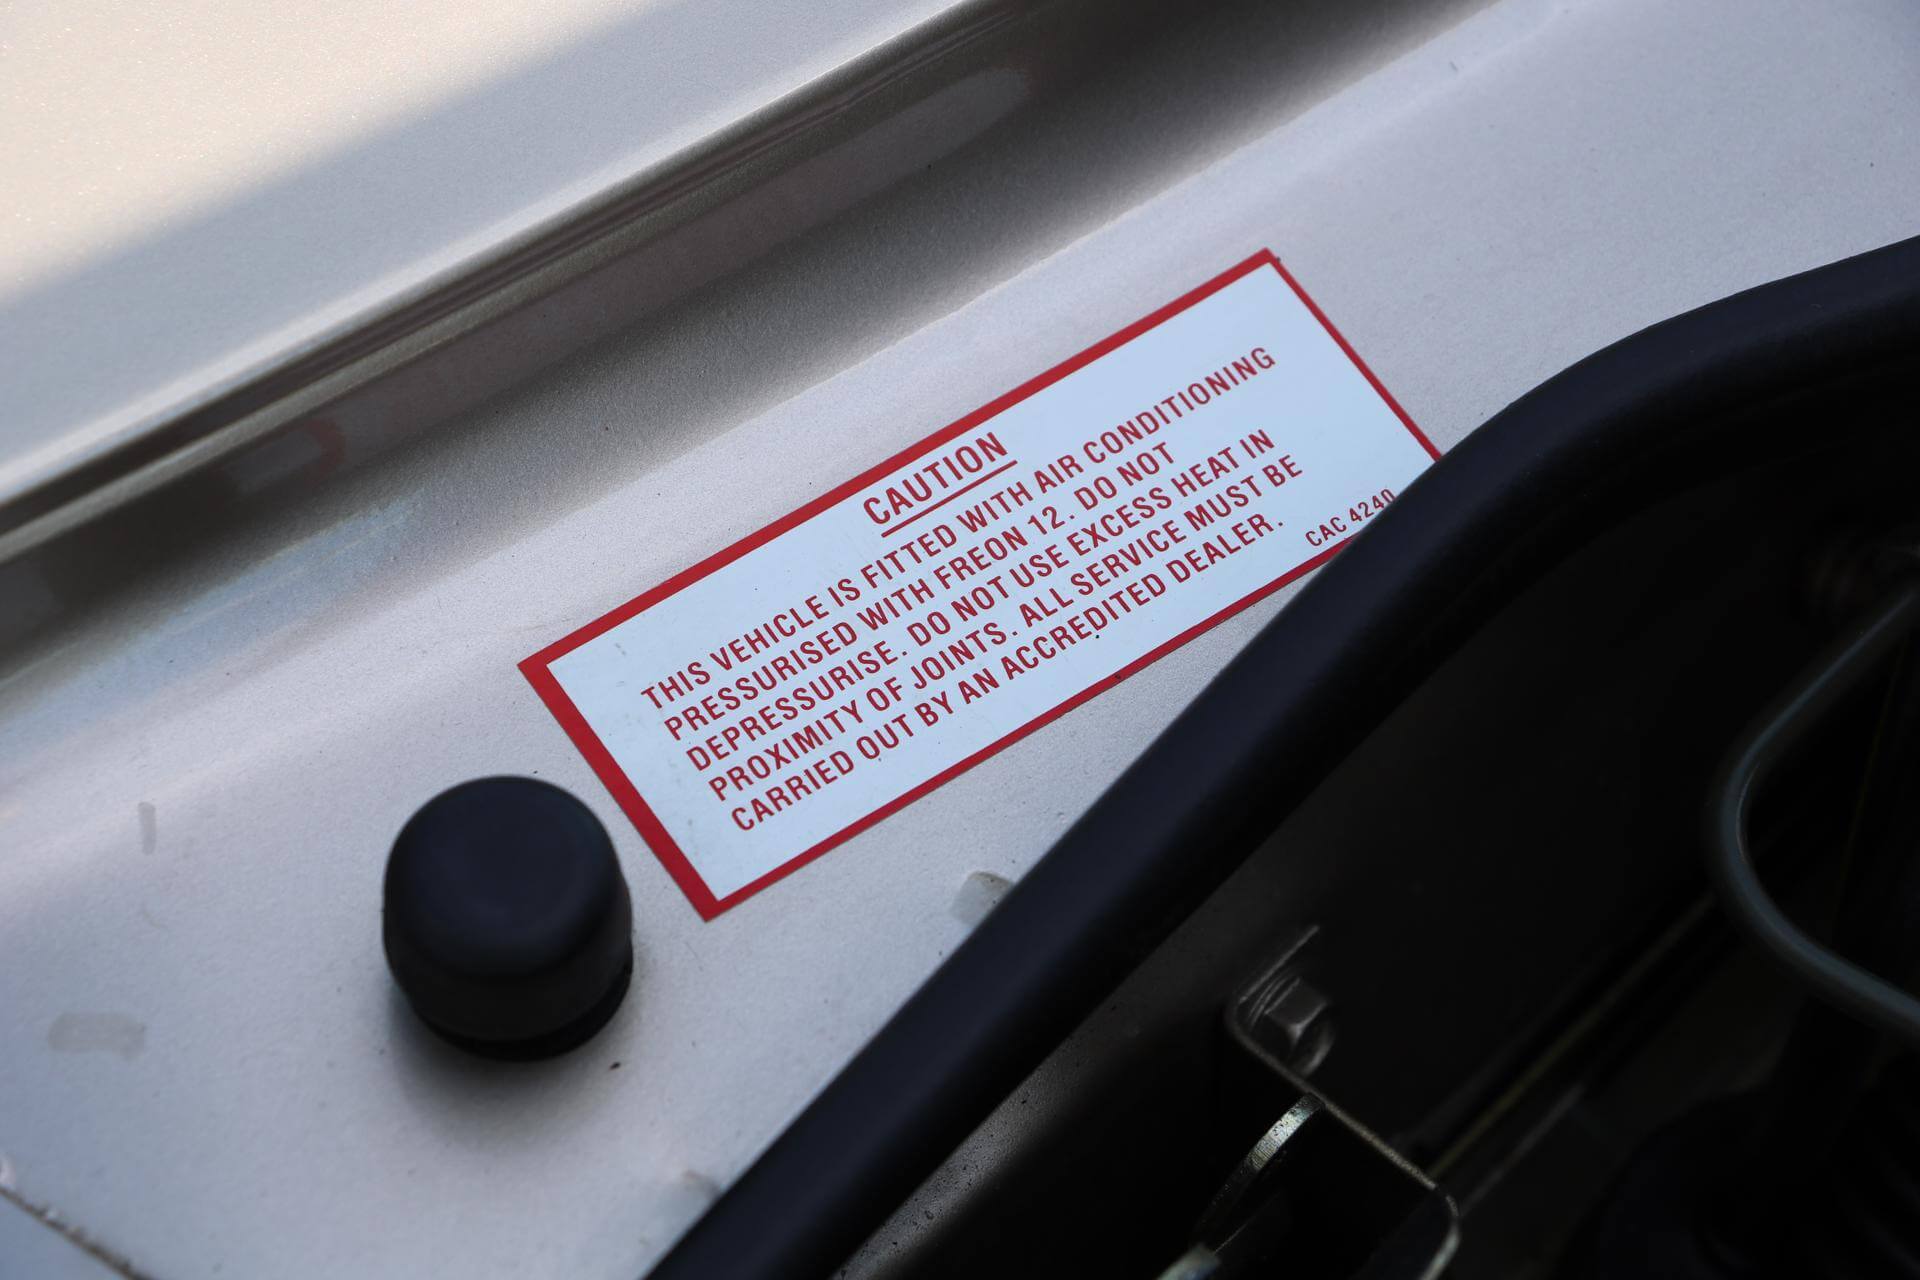 CAUTION
THIS VEHICLE IS FITTED WITH AIR CONDITIONING
PRESSURISED WITH FREON 12. DO NOT
DEPRESSURISE. DO NOT USE EXCESS HEAT IN
PROXIMITY OF JOINTS. ALL SERVICE MUST BE
CARRIED OUT BY AN ACCREDITED DEALER.
CAC 4240